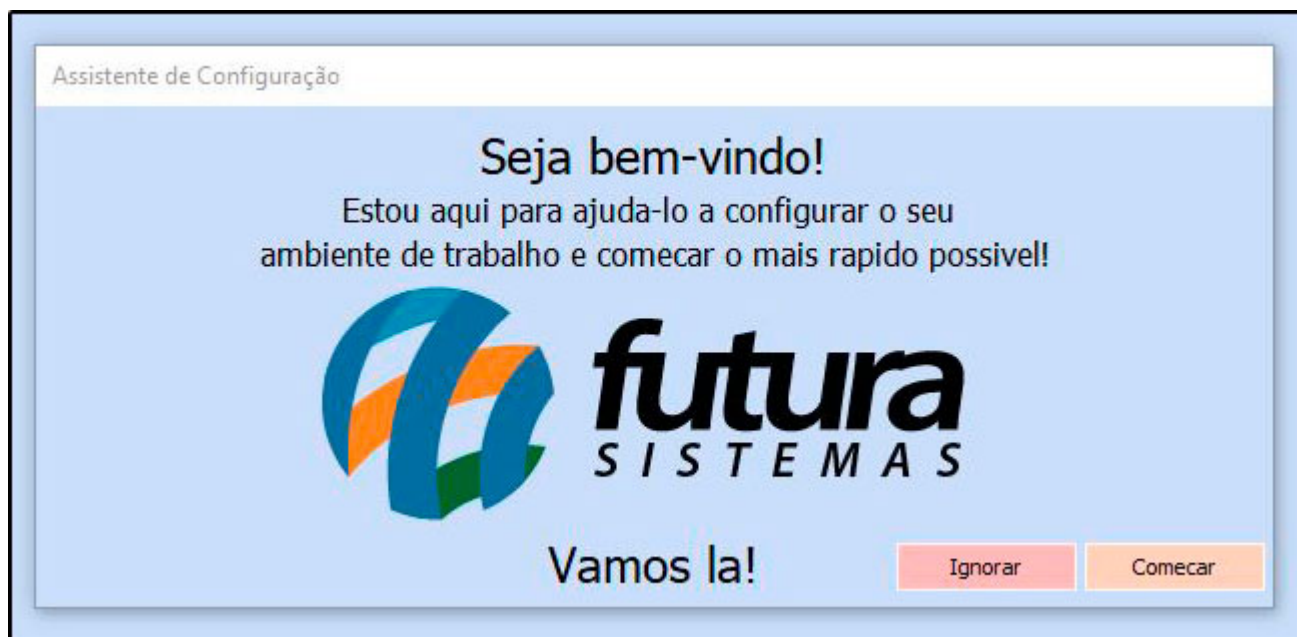 Assistente de Configuração
Seja bem-vindo!
Estou aqui para ajuda-lo a configurar o seu
ambiente de trabalho e comecar o mais rapido possivel!
futura
SISTEMAS
Vamos la!
Ignorar
Comecar